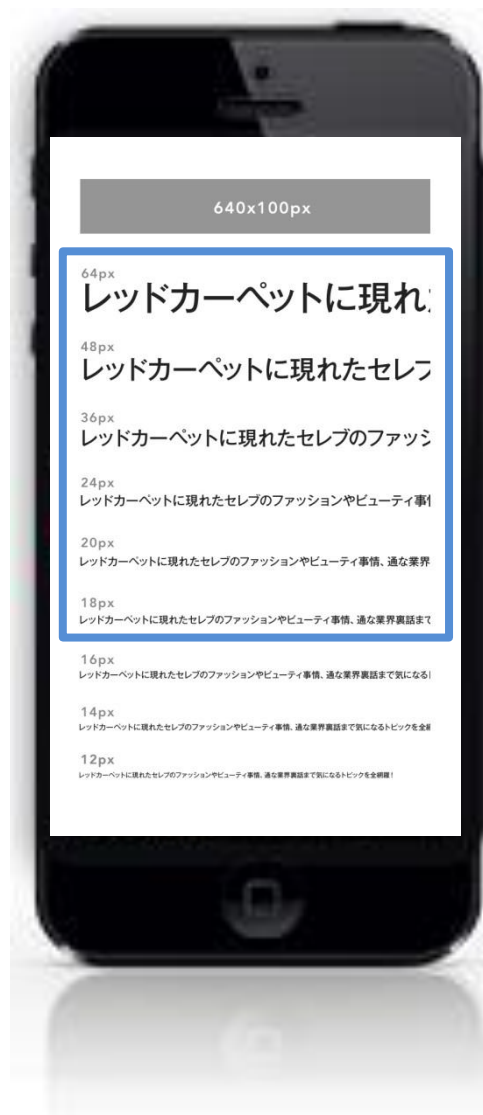 640x100px
64px
レッドカーペットに現れ
48px
レッドカーペットに現れたセレブ
36px
レッドカーペットに現れたセレブのファッシ
24px
レッドカーペットに現れたセレブのファッションやビューティ事情
20px
レッドカーペットに現れたセレブのファッションやビューティ事情、通な業界
18px
レッドカーペットに現れたセレブのファッションやビューティ事情、通な業界裏話まで
16px
レッドカーペットに現れたセレブのファッションやビューティ事情、通な業界裏話まで気になる
14px
レッドカーペットに現れたセレブのファッションやビューティ事情、通な業界裏話まで気になるトピックを全網
12px
レッドカーペットに現れたセレブのファッションやビューティ事情、通な業界裏話まで気になるトピックを全網羅！